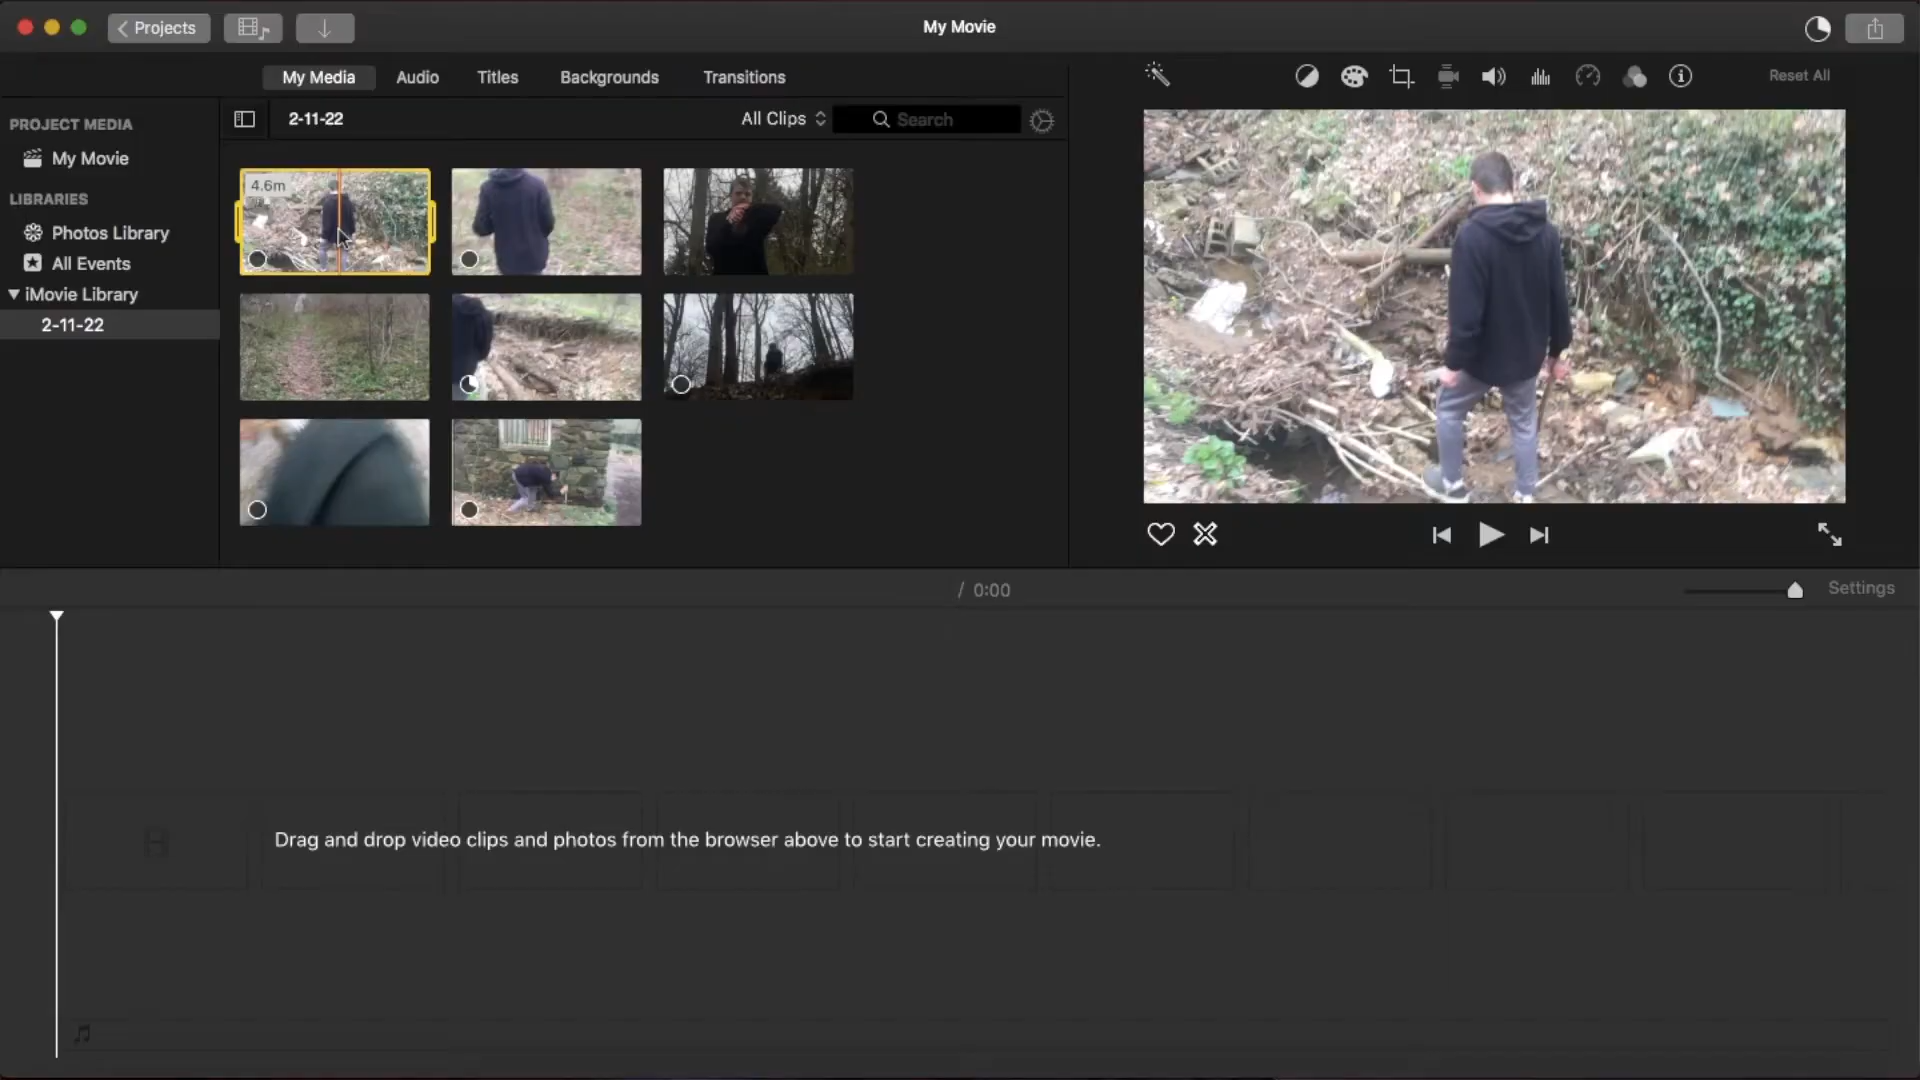 Projects
My Movie
My Media
Audio
Titles
Backgrounds
Transitions
Reset All
PROJECT MEDIA
My Movie
LIBRARIES
Photos Library
All Events
iMovie Library
2-11-22
2-11-22
All Clips
Search
4.6m
/ 0:00
Settings
Drag and drop video clips and photos from the browser above to start creating your movie.